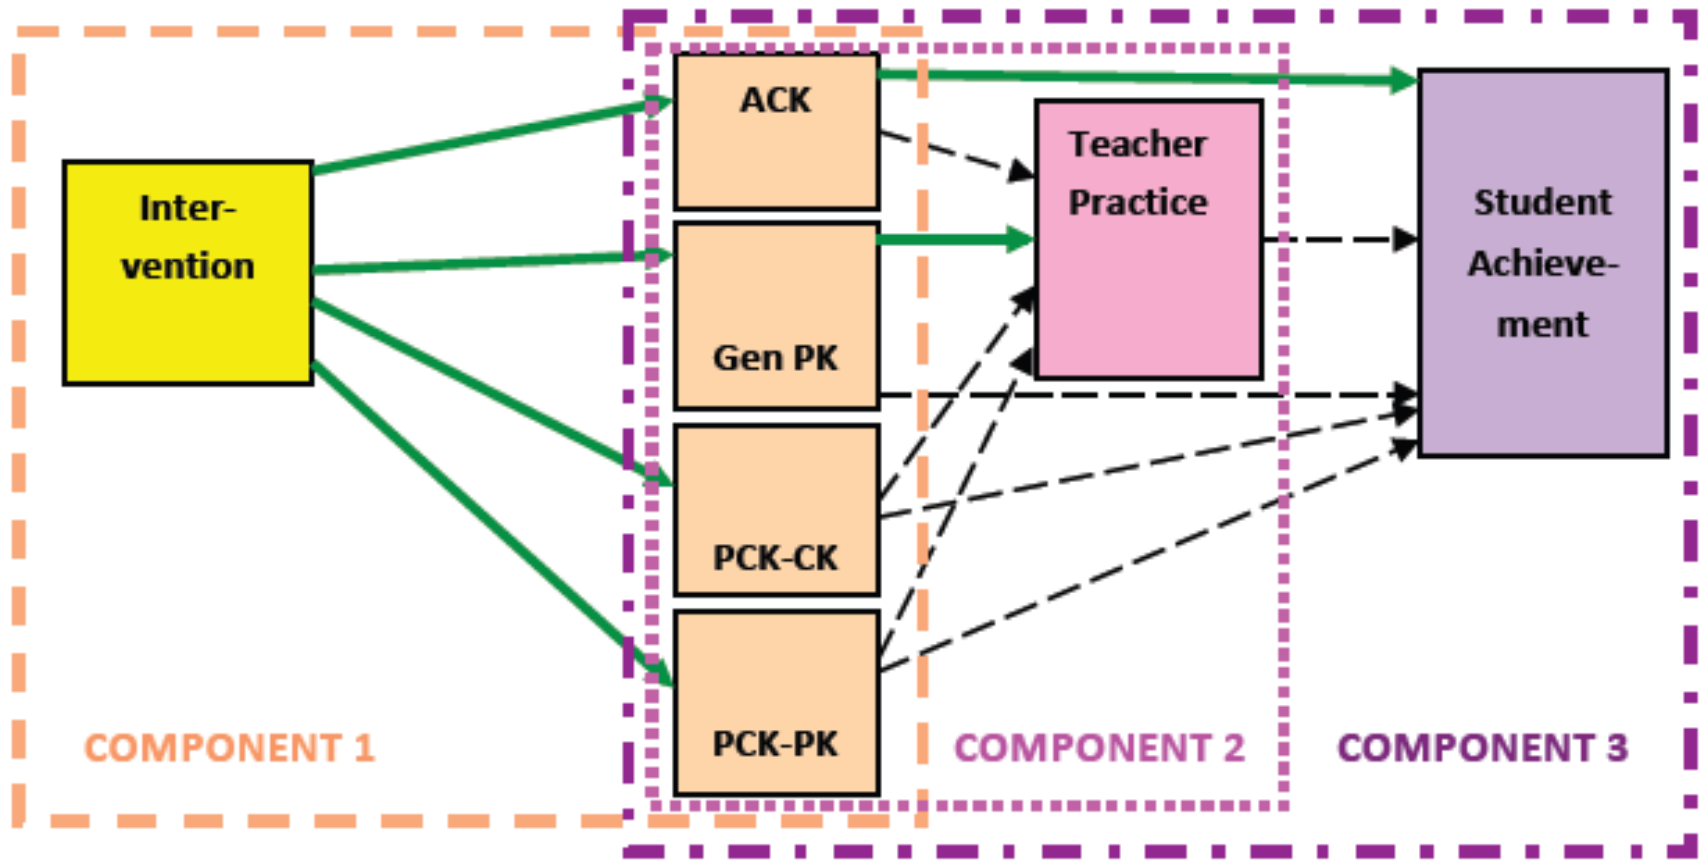 Inter-
vention
ACK
Gen PK
PCK-CK
PCK-PK
Teacher
Practice
Student
Achieve-
ment
COMPONENT 1
COMPONENT 2
COMPONENT 3